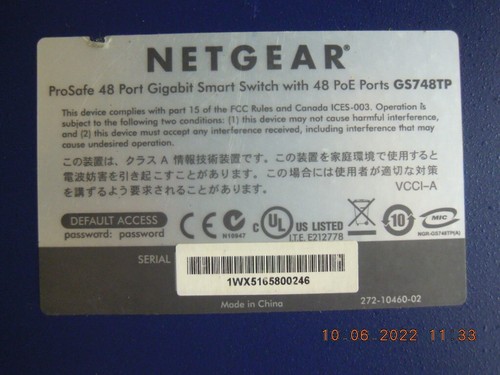 NETGEAR®
ProSafe 48 Port Gigabit Smart Switch with 48 PoE Ports GS748TP
This device complies with part 15 of the FCC Rules and Canada ICES-003. Operation is
subject to the following two conditions: (1) this device may not cause harmful interference,
and (2) this device must accept any interference received, including interference that may
cause undesired operation.
この装置は、クラス A 情報技術装置です。この装置を家庭環境で使用すると
電波妨害を引き起こすことがあります。この場合には使用者が適切な対策
を講ずるよう要求されることがあります。
VCCI-A
DEFAULT ACCESS
password: password
CE
N10947
c UL US LISTED
I.T.E. E212778
10
MIC
NGR-GS748TP(A)
SERIAL
1WX5165800246
Made in China
272-10460-02
10.06.2022 11:33